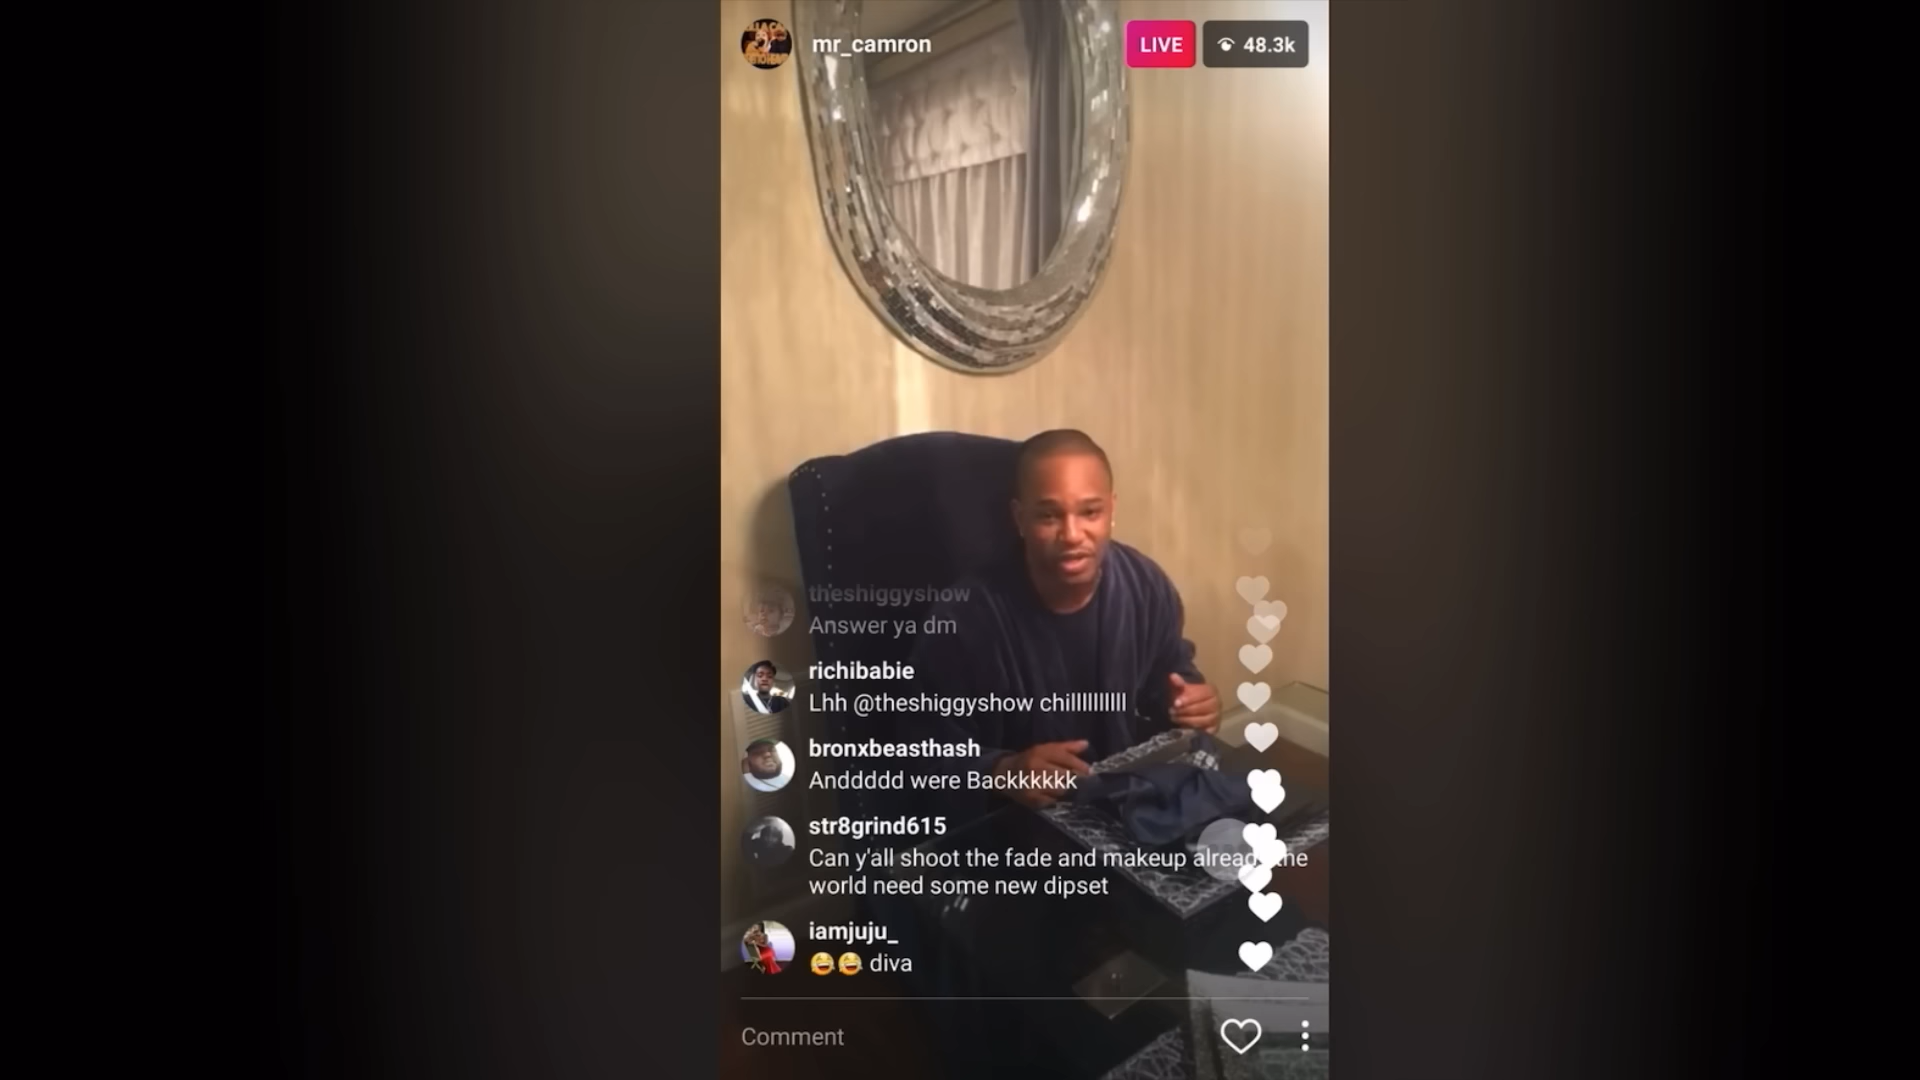 mr_camron
LIVE
48.3k
theshiggyshow
Answer ya dm
richibabie
Lhh @theshiggyshow chillllllllll
bronxbeasthash
Anddddd were Backkkkkk
str8grind615
Can y'all shoot the fade and makeup the
world need some new dipset
iamjuju_
😂😂 diva
Comment